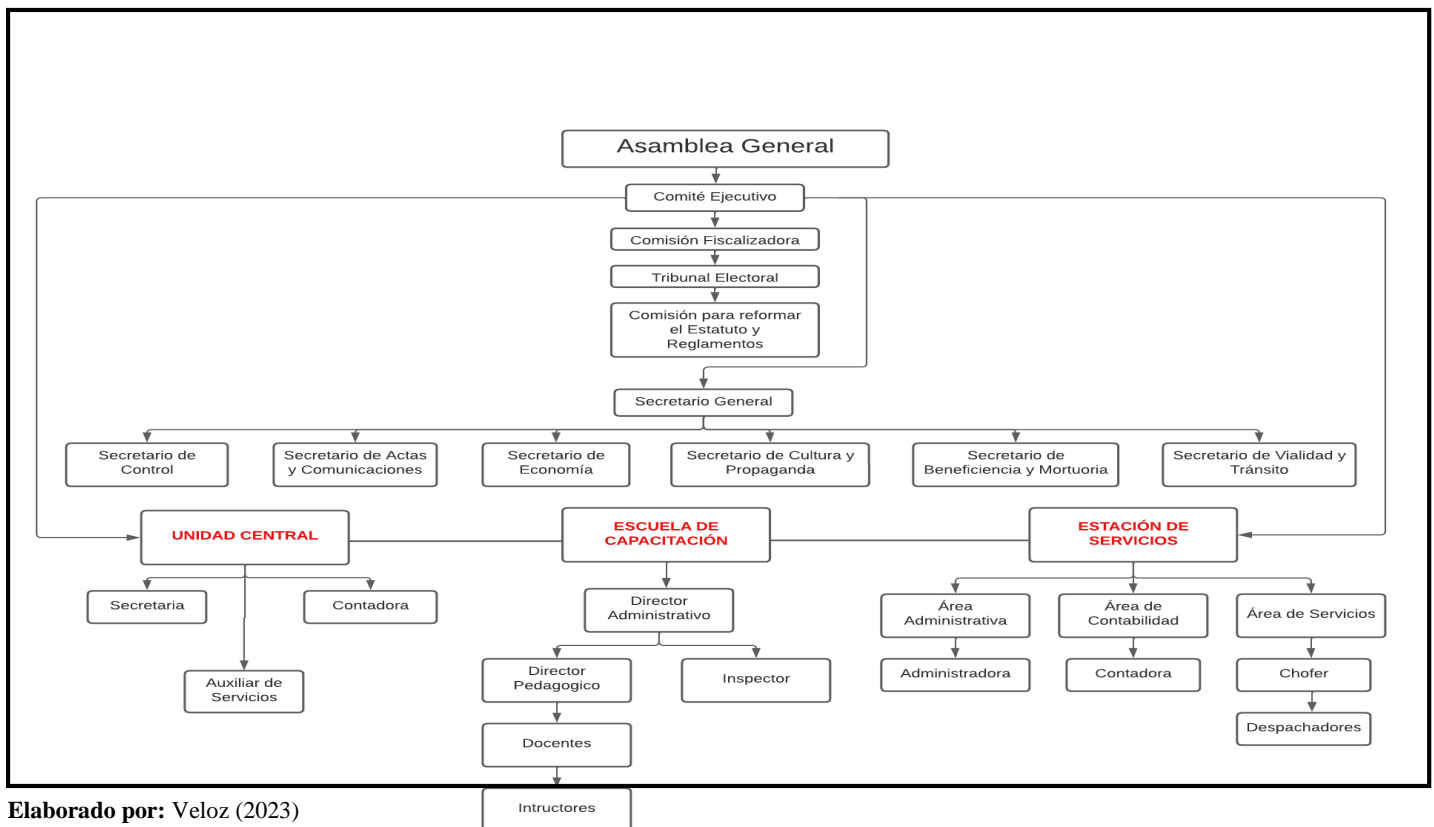 Asamblea General
Comité Ejecutivo
Comisión Fiscalizadora
Tribunal Electoral
Comisión para reformar
el Estatuto y
Reglamentos
Secretario General
Secretario de
Control
Secretario de Actas
y Comunicaciones
Secretario de
Economía
Secretario de Cultura y
Propaganda
Secretario de
Beneficiencia y Mortuoria
Secretario de Vialidad y
Tránsito
UNIDAD CENTRAL
ESCUELA DE
CAPACITACIÓN
ESTACIÓN DE
SERVICIOS
Secretaria
Contadora
Auxiliar de
Servicios
Director
Administrativo
Director
Pedagogico
Inspector
Docentes
Intructores
Área
Administrativa
Área de
Contabilidad
Área de Servicios
Administradora
Contadora
Chofer
Despachadores
Elaborado por: Veloz (2023)